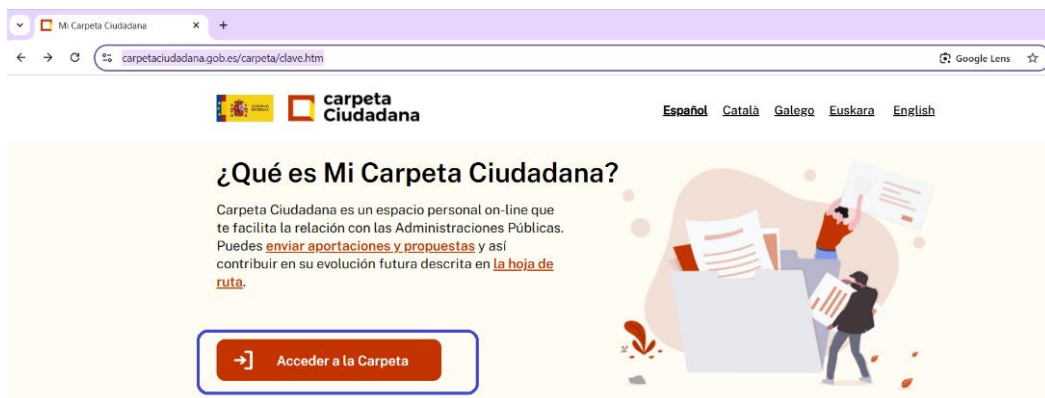 Mi Carpeta Ciudadana
carpetaciudadana.gob.es/carpeta/clave.htm
Google Lens
carpeta
Ciudadana
Español Català Galego Euskara English
¿Qué es Mi Carpeta Ciudadana?
Carpeta Ciudadana es un espacio personal on-line que
te facilita la relación con las Administraciones Públicas.
Puedes enviar aportaciones y propuestas y así
contribuir en su evolución futura descrita en la hoja de
ruta.
Acceder a la Carpeta